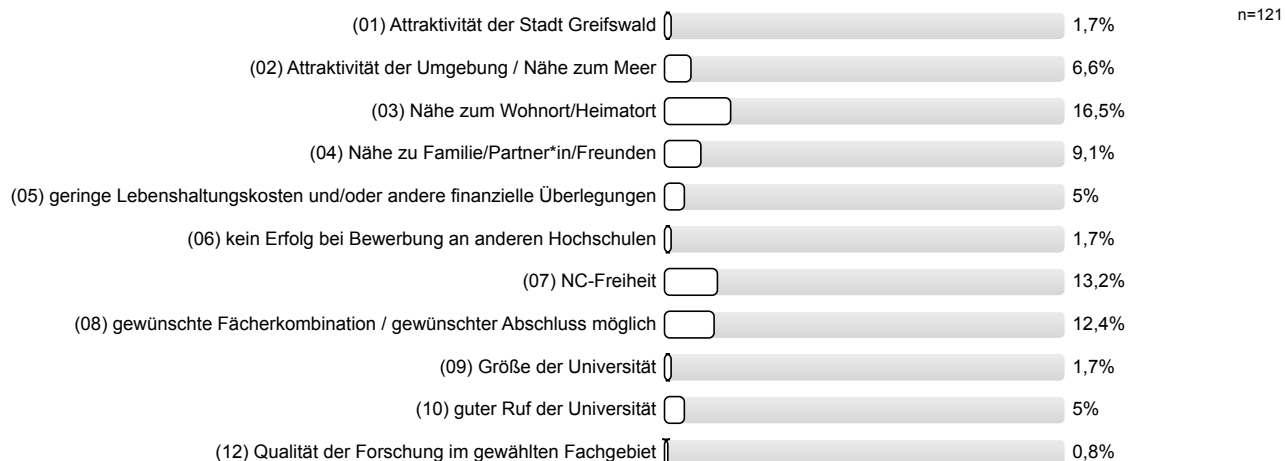 n=121
(01) Attraktivität der Stadt Greifswald 1,7%
(02) Attraktivität der Umgebung / Nähe zum Meer 6,6%
(03) Nähe zum Wohnort/Heimatort 16,5%
(04) Nähe zu Familie/Partner*in/Freunden 9,1%
(05) geringe Lebenshaltungskosten und/oder andere finanzielle Überlegungen 5%
(06) kein Erfolg bei Bewerbung an anderen Hochschulen 1,7%
(07) NC-Freiheit 13,2%
(08) gewünschte Fächerkombination / gewünschter Abschluss möglich 12,4%
(09) Größe der Universität 1,7%
(10) guter Ruf der Universität 5%
(12) Qualität der Forschung im gewählten Fachgebiet 0,8%